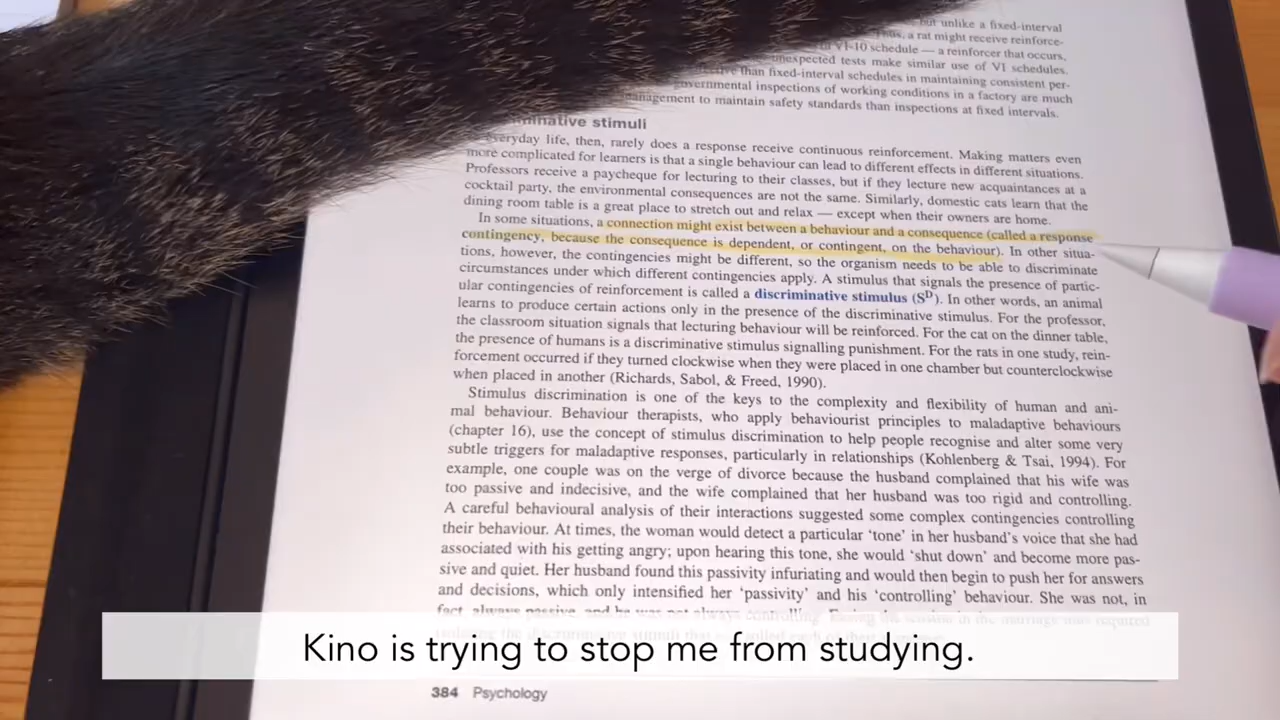 but unlike a fixed-interval
Thus, a rat might receive reinforce-
VI-10 schedule — a reinforcer that occurs,
unexpected tests make similar use of VI schedules.
than fixed-interval schedules in maintaining consistent per-
governmental inspections of working conditions in a factory are much
management to maintain safety standards than inspections at fixed intervals.
stimuli
everyday life, then, rarely does a response receive continuous reinforcement. Making matters even
more complicated for learners is that a single behaviour can lead to different effects in different situations.
Professors receive a paycheque for lecturing to their classes, but if they lecture new acquaintances at a
cocktail party, the environmental consequences are not the same. Similarly, domestic cats learn that the
dining room table is a great place to stretch out and relax — except when their owners are home.
In some situations, a connection might exist between a behaviour and a consequence (called a response
contingency, because the consequence is dependent, or contingent, on the behaviour). In other situa-
tions, however, the contingencies might be different, so the organism needs to be able to discriminate
circumstances under which different contingencies apply. A stimulus that signals the presence of partic-
ular contingencies of reinforcement is called a discriminative stimulus (Sᴰ). In other words, an animal
learns to produce certain actions only in the presence of the discriminative stimulus. For the professor,
the classroom situation signals that lecturing behaviour will be reinforced. For the cat on the dinner table,
the presence of humans is a discriminative stimulus signalling punishment. For the rats in one study, rein-
forcement occurred if they turned clockwise when they were placed in one chamber but counterclockwise
when placed in another (Richards, Sabol, & Freed, 1990).
Stimulus discrimination is one of the keys to the complexity and flexibility of human and ani-
mal behaviour. Behaviour therapists, who apply behaviourist principles to maladaptive behaviours
(chapter 16), use the concept of stimulus discrimination to help people recognise and alter some very
subtle triggers for maladaptive responses, particularly in relationships (Kohlenberg & Tsai, 1994). For
example, one couple was on the verge of divorce because the husband complained that his wife was
too passive and indecisive, and the wife complained that her husband was too rigid and controlling.
A careful behavioural analysis of their interactions suggested some complex contingencies controlling
their behaviour. At times, the woman would detect a particular ‘tone’ in her husband’s voice that she had
associated with his getting angry; upon hearing this tone, she would ‘shut down’ and become more pas-
sive and quiet. Her husband found this passivity infuriating and would then begin to push her for answers
and decisions, which only intensified her ‘passivity’ and his ‘controlling’ behaviour. She was not, in
fact, always passive, and he was not always controlling.
Kino is trying to stop me from studying.
384 Psychology